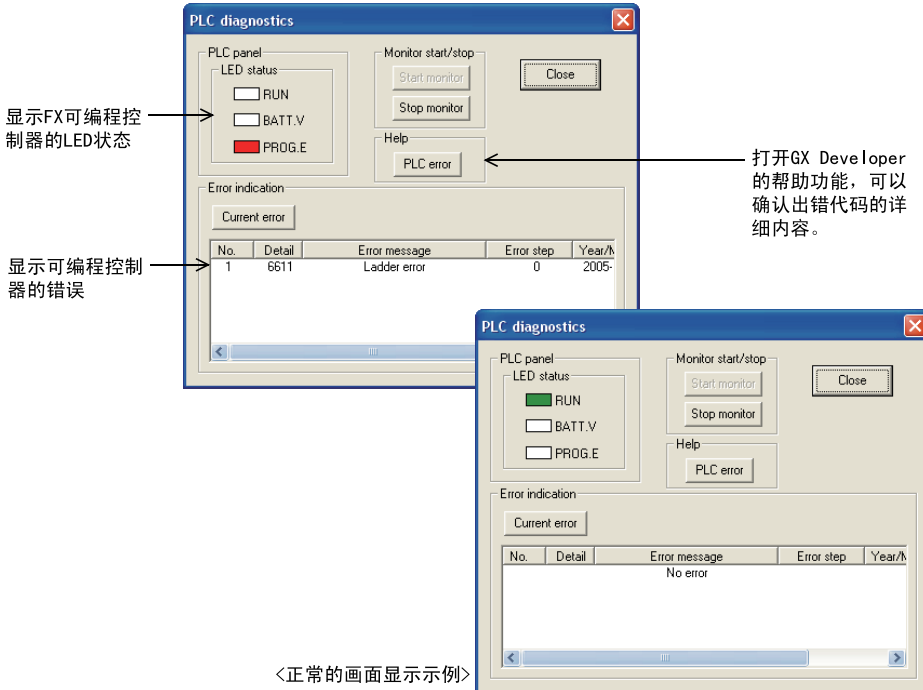 PLC diagnostics
PLC panel
LED status
RUN
BATT.V
PROG.E
Monitor start/stop
Start monitor
Stop monitor
Close
Help
PLC error
Error indication
Current error
No. Detail Error message Error step Year/M
1 6611 Ladder error 0 2005-
显示FX可编程控
制器的LED状态
显示可编程控制
器的错误
打开GX Developer
的帮助功能，可以
确认出错代码的详
细内容。
PLC diagnostics
PLC panel
LED status
RUN
BATT.V
PROG.E
Monitor start/stop
Start monitor
Stop monitor
Close
Help
PLC error
Error indication
Current error
No. Detail Error message Error step Year/M
No error
<正常的画面显示示例>